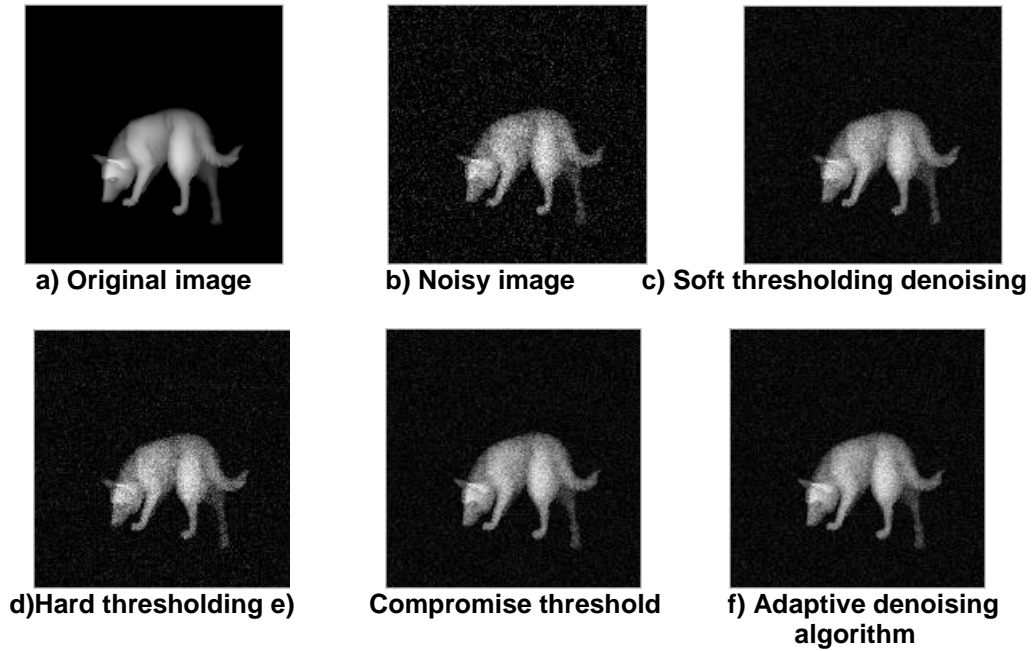 a) Original image
b) Noisy image
c) Soft thresholding denoising
d)Hard thresholding e)
Compromise threshold
f) Adaptive denoising
algorithm